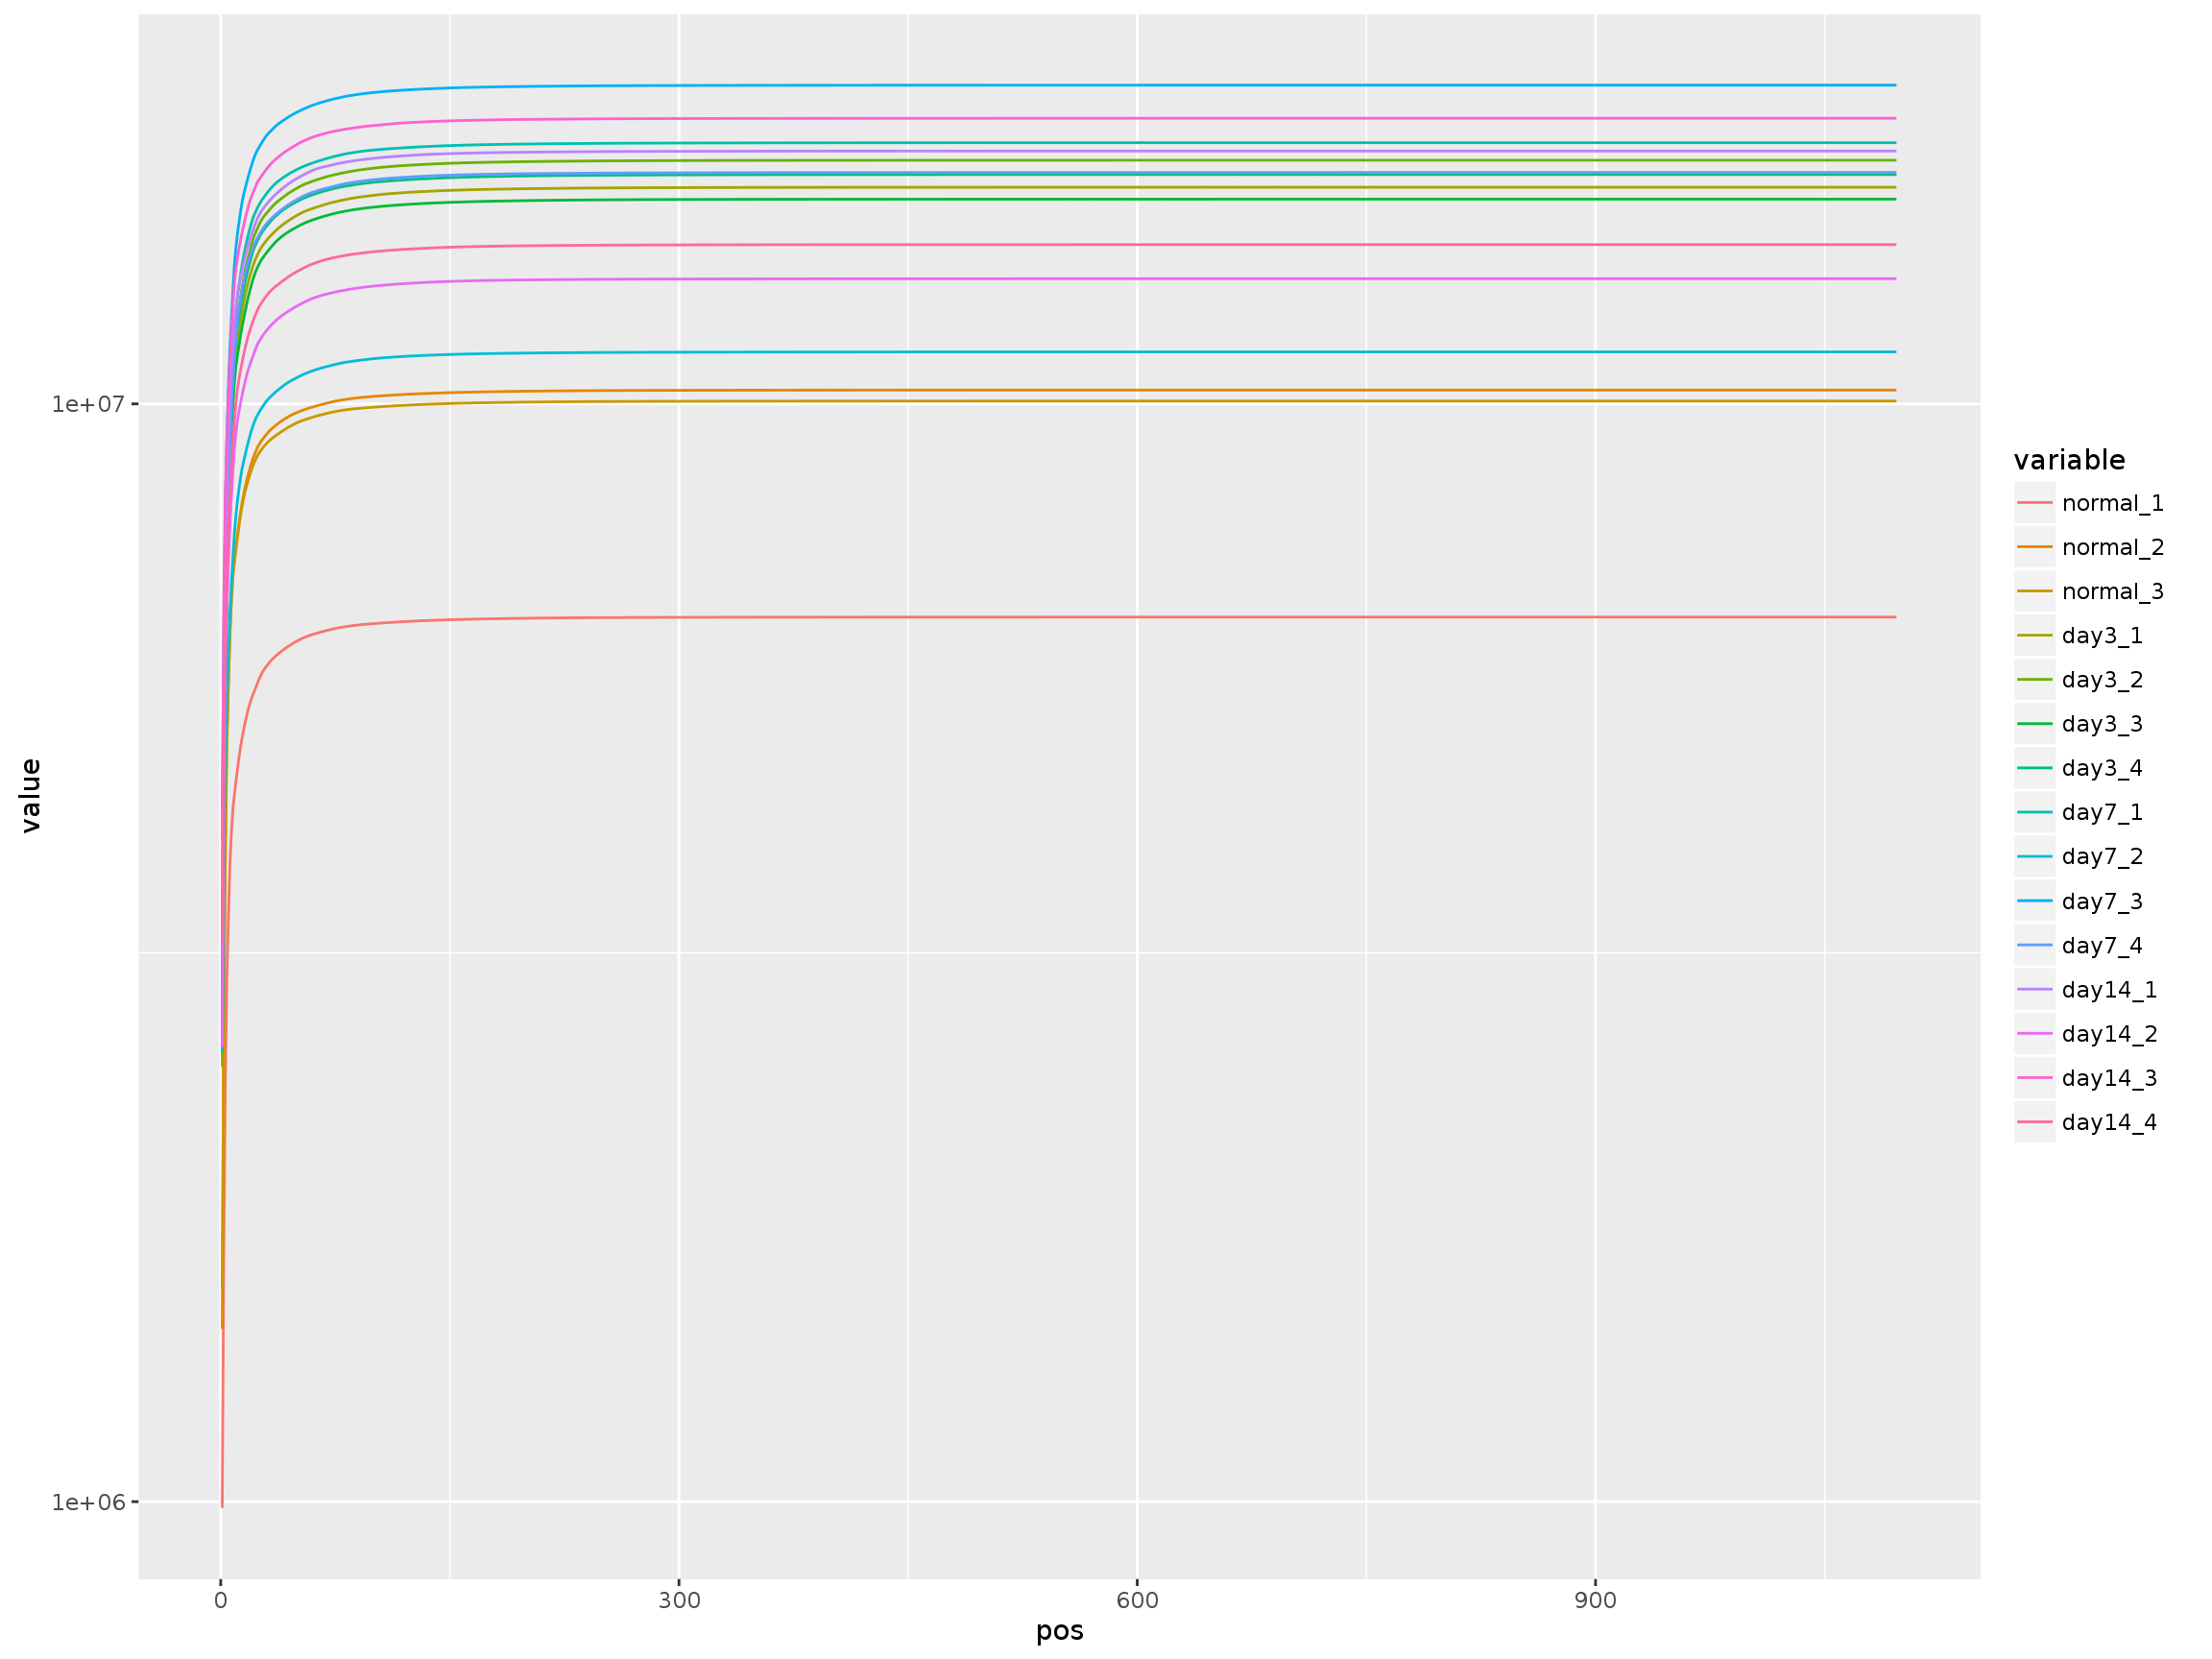 value
1e+07
1e+06
0
300
600
900
pos
variable
normal_1
normal_2
normal_3
day3_1
day3_2
day3_3
day3_4
day7_1
day7_2
day7_3
day7_4
day14_1
day14_2
day14_3
day14_4